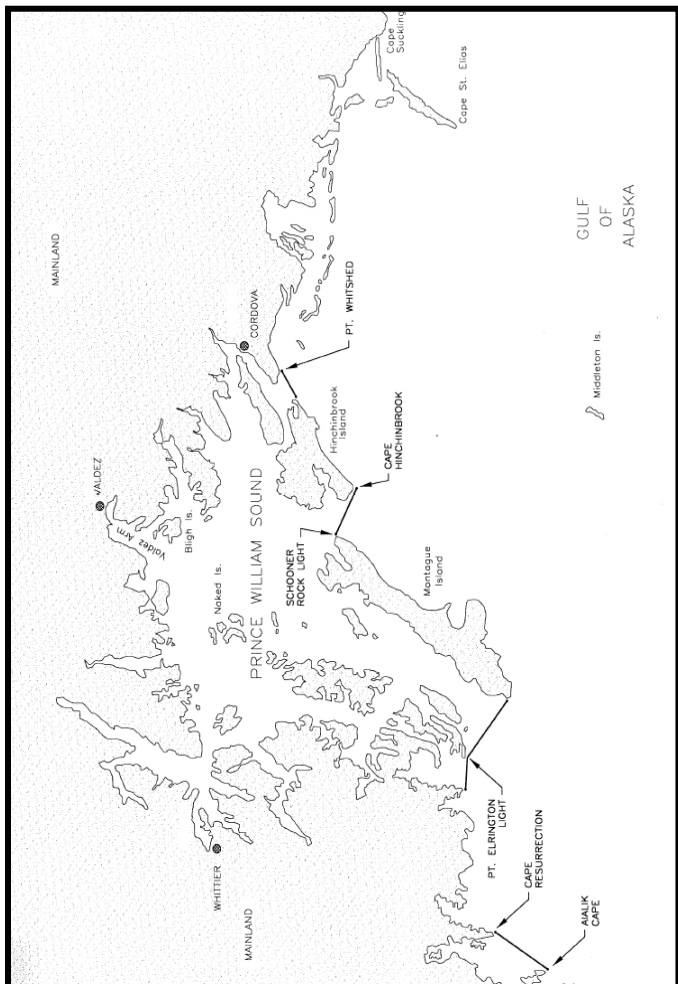 Cape
Suckling
Cape St. Elias
MAINLAND
GULF
OF
ALASKA
CORDOVA
PT. WHITSHED
Middleton Is.
Hinchinbrook
Island
CAPE
HINCHINBROOK
VALDEZ
Valdez Arm
Bligh Is.
PRINCE WILLIAM SOUND
Naked Is.
SCHOONER
ROCK LIGHT
Montague
Island
WHITTIER
MAINLAND
PT. ELRINGTON
LIGHT
CAPE
RESURRECTION
AIALIK
CAPE